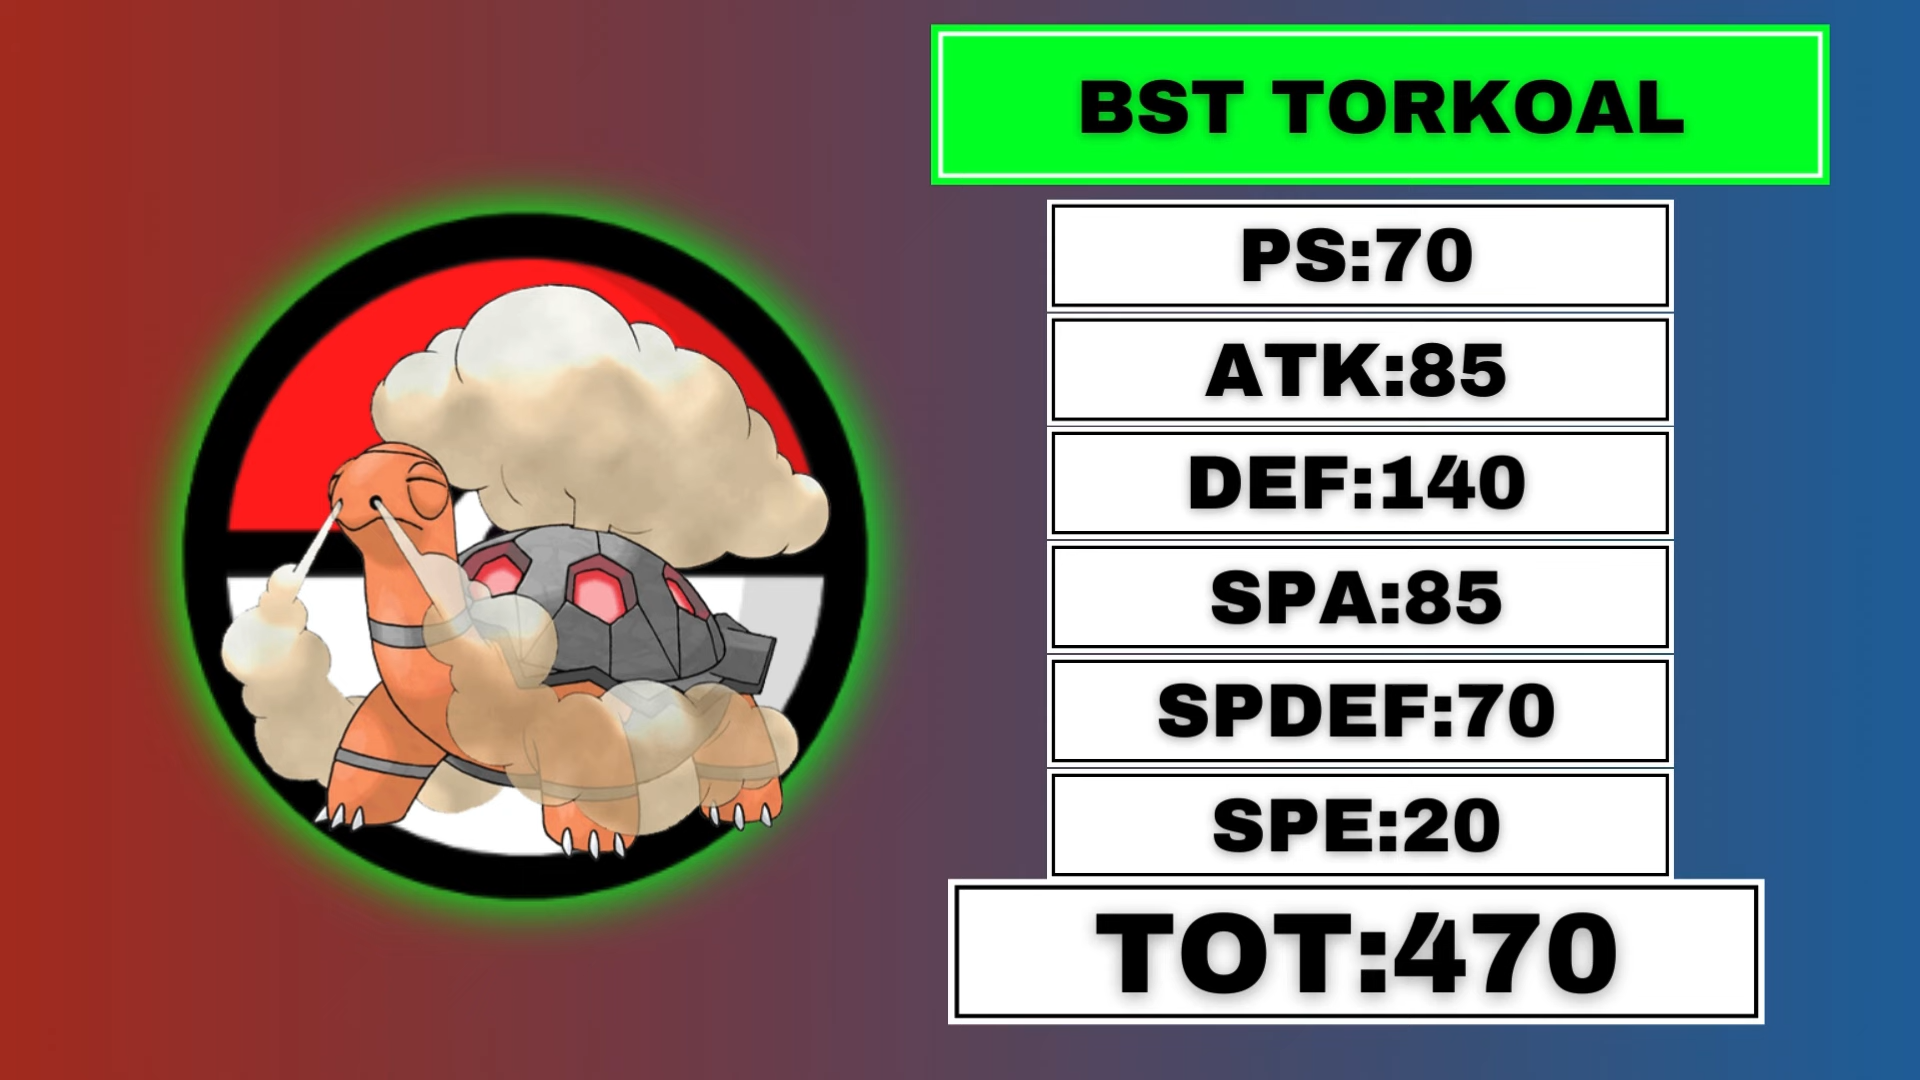 BST TORKOAL
PS:70
ATK:85
DEF:140
SPA:85
SPDEF:70
SPE:20
TOT:470